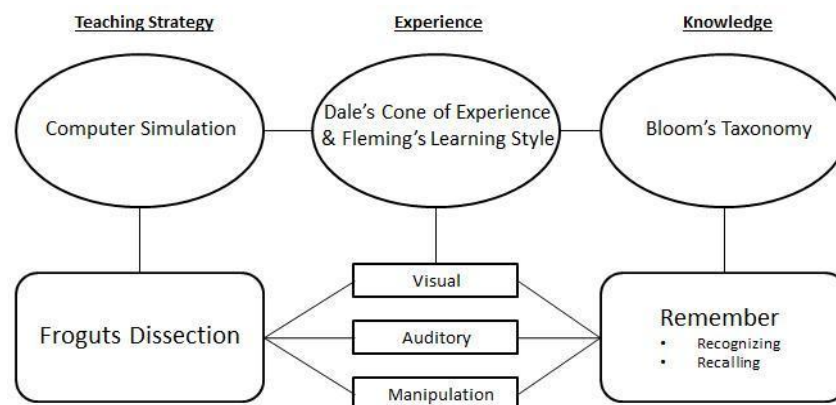 Teaching Strategy
Experience
Knowledge
Computer Simulation
Dale's Cone of Experience
& Fleming's Learning Style
Bloom's Taxonomy
Froguts Dissection
Visual
Auditory
Manipulation
Remember
• Recognizing
• Recalling